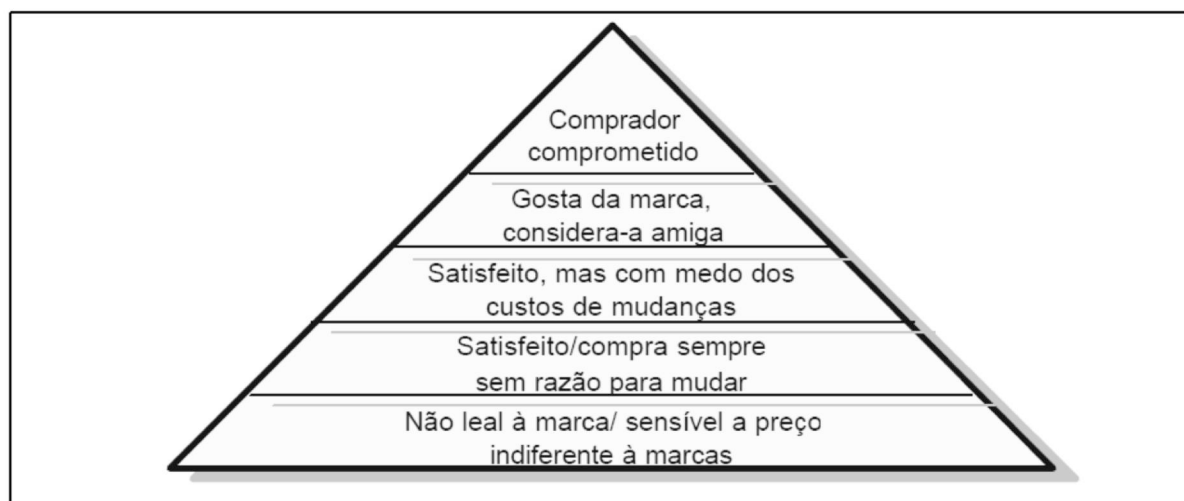 Comprador
comprometido
Gosta da marca,
considera-a amiga
Satisfeito, mas com medo dos
custos de mudanças
Satisfeito/compra sempre
sem razão para mudar
Não leal à marca/ sensível a preço
indiferente à marcas